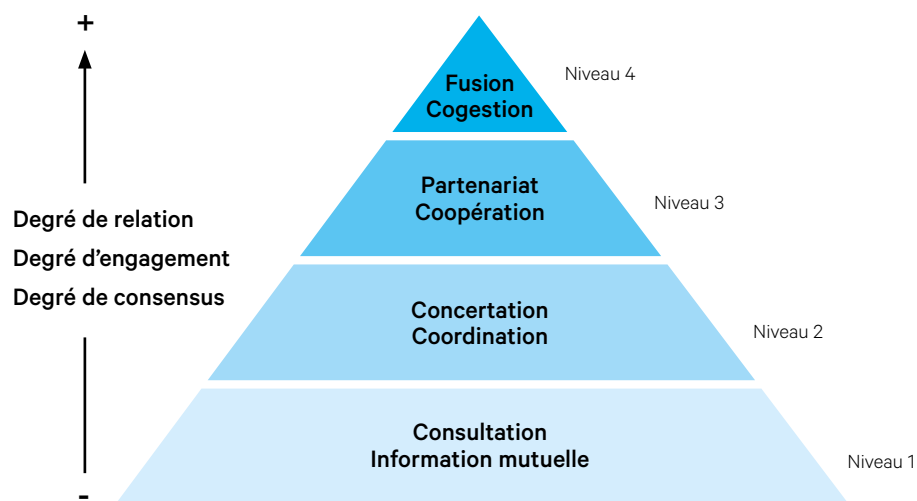 +
Fusion
Cogestion
Niveau 4
Partenariat
Coopération
Niveau 3
Degré de relation
Degré d'engagement
Degré de consensus
Concertation
Coordination
Niveau 2
Consultation
Information mutuelle
Niveau 1
-